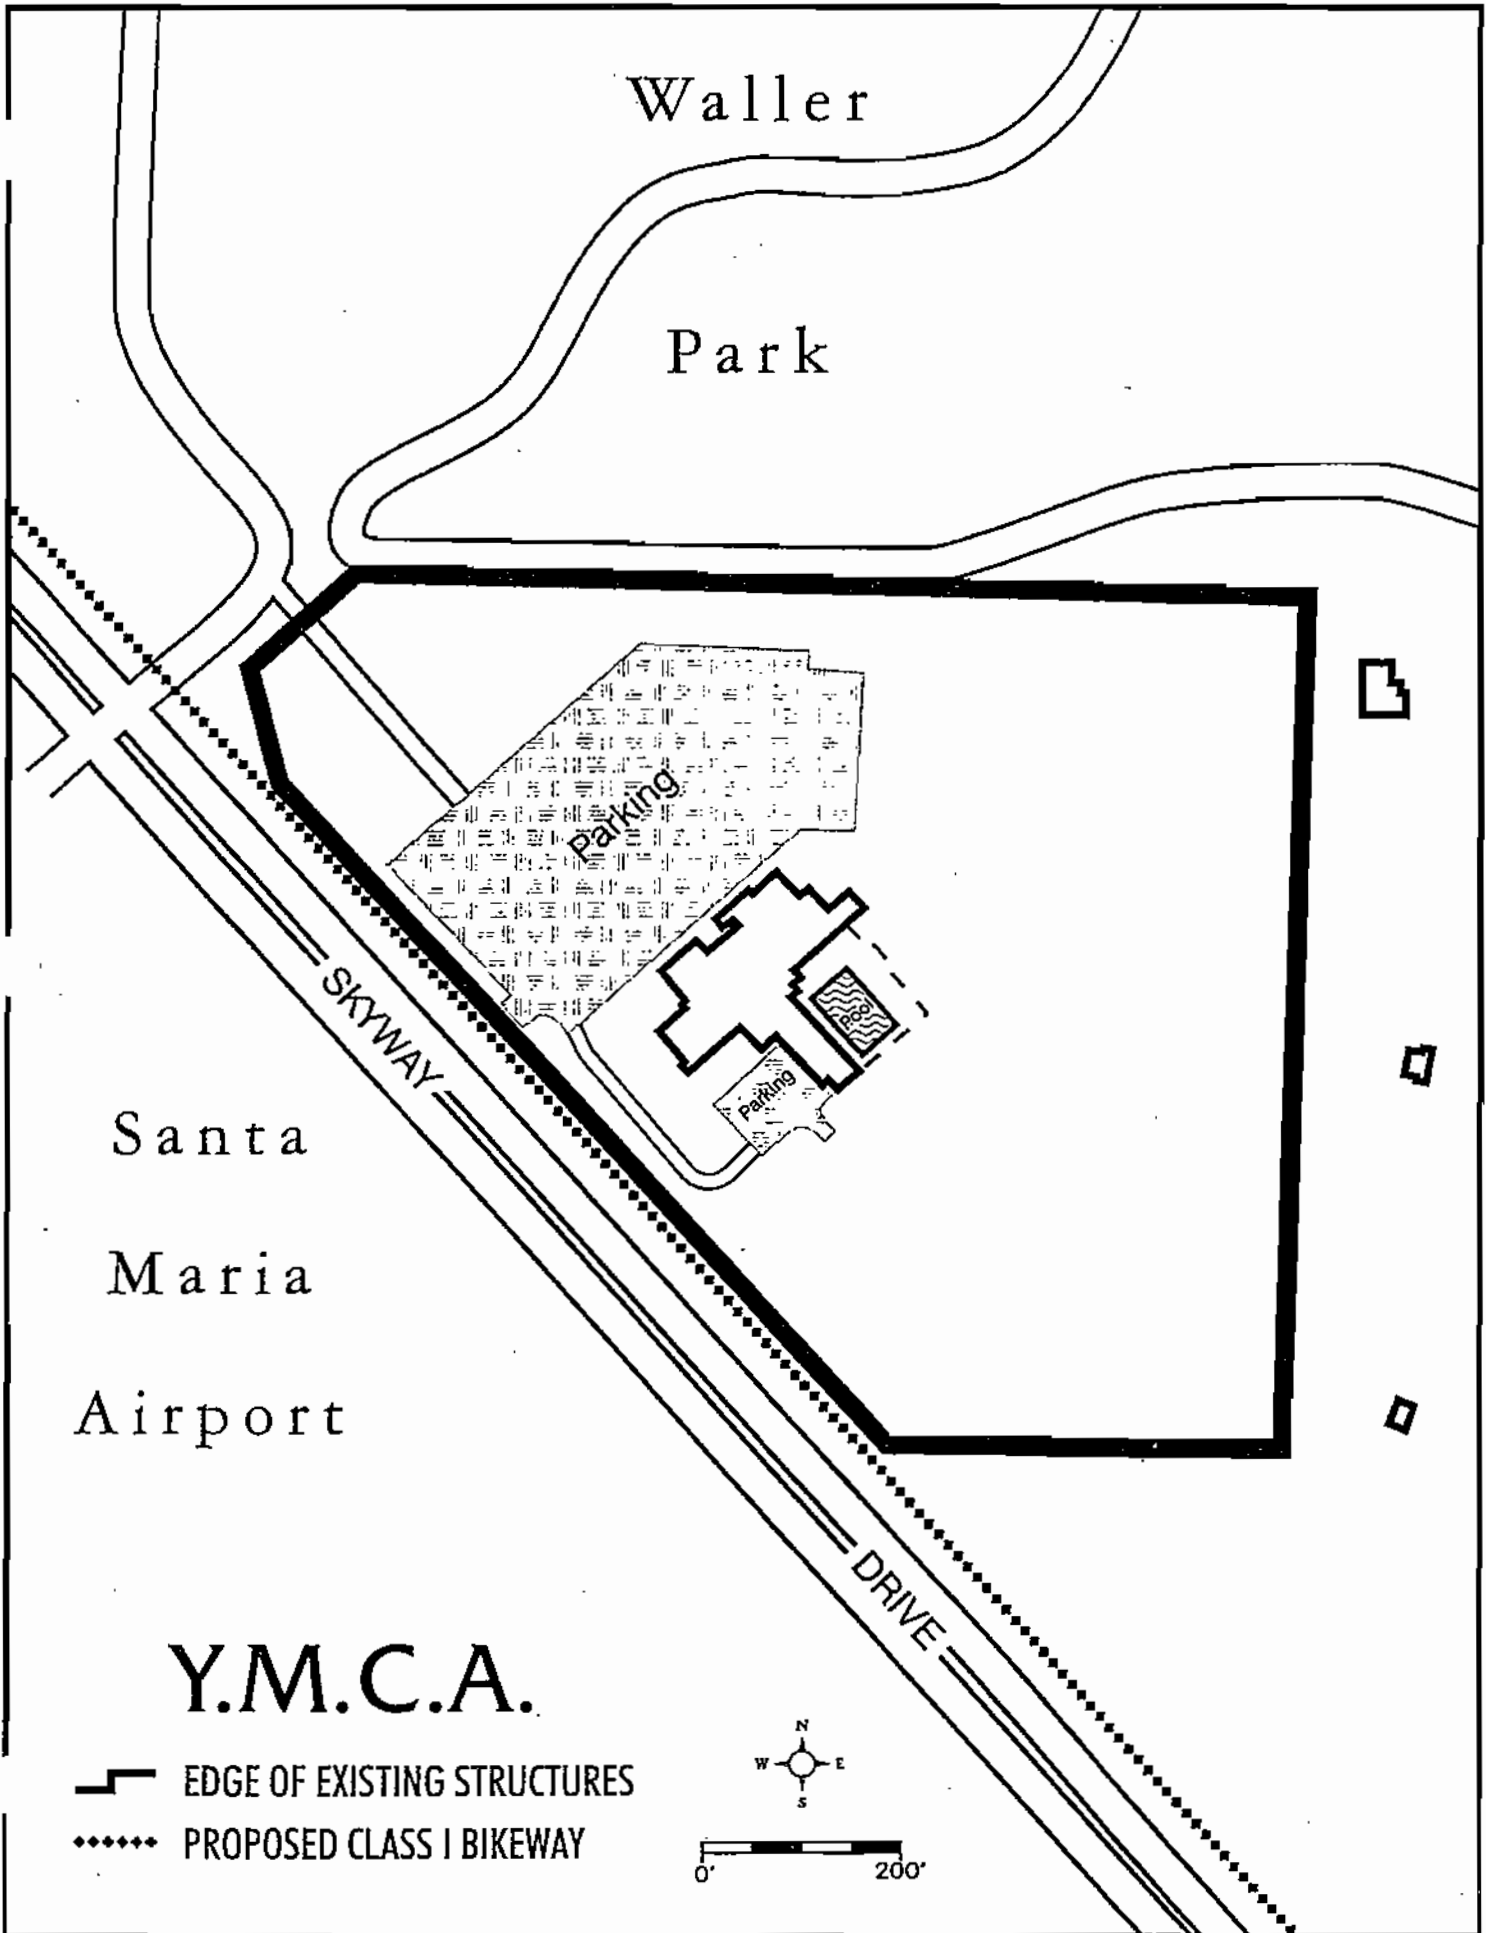 Waller
Park
Parking
Pool
Parking
SKYWAY
DRIVE
Santa
Maria
Airport
Y.M.C.A.
EDGE OF EXISTING STRUCTURES
PROPOSED CLASS I BIKEWAY
N
W E
S
0' 200'